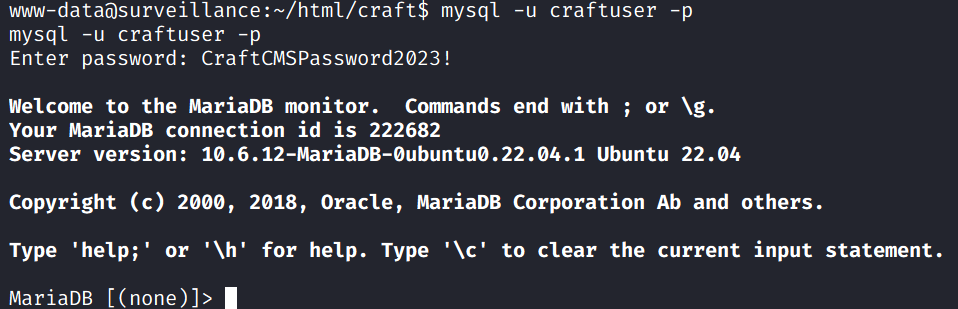 www-data@surveillance:~/html/craft$ mysql -u craftuser -p
mysql -u craftuser -p
Enter password: CraftCMSPassword2023!
Welcome to the MariaDB monitor.  Commands end with ; or \g.
Your MariaDB connection id is 222682
Server version: 10.6.12-MariaDB-0ubuntu0.22.04.1 Ubuntu 22.04
Copyright (c) 2000, 2018, Oracle, MariaDB Corporation Ab and others.
Type 'help;' or '\h' for help. Type '\c' to clear the current input statement.
MariaDB [(none)]>